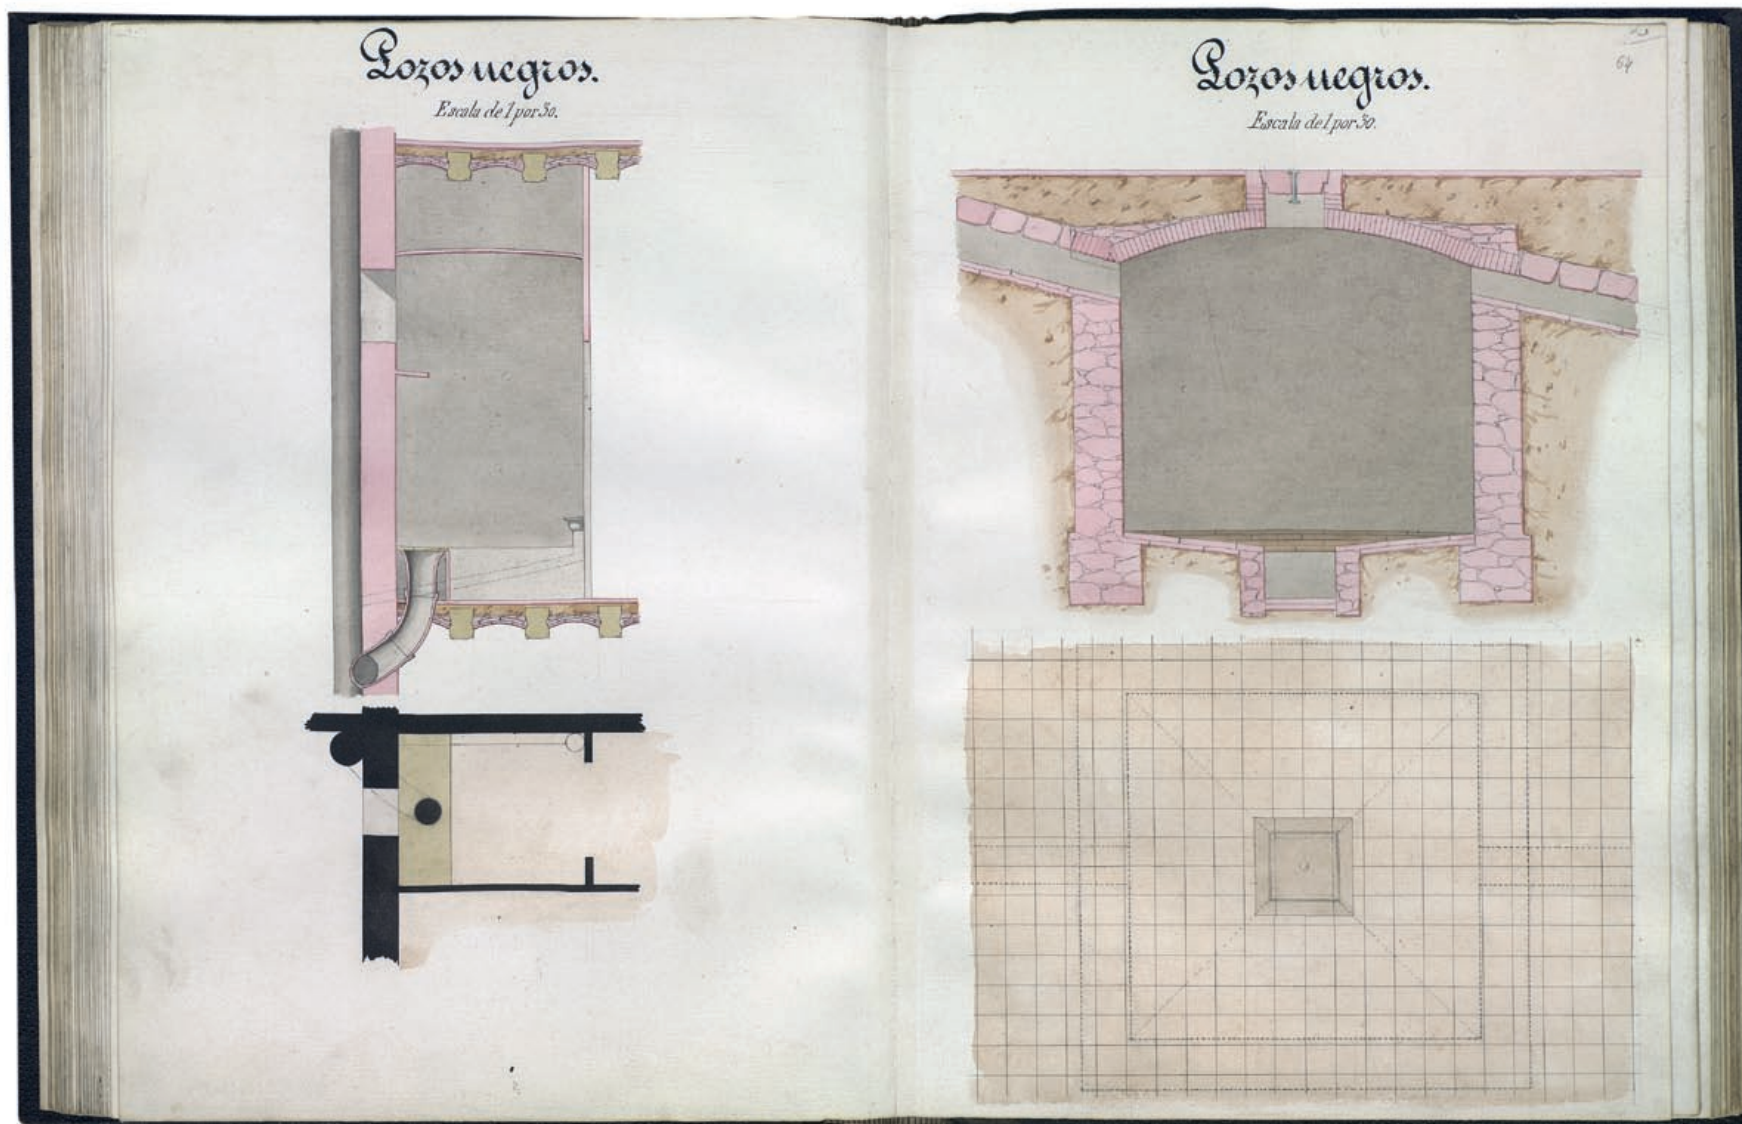 Pozos negros.
Escala de 1 por 30.
Pozos negros.
Escala de 1 por 30.
64